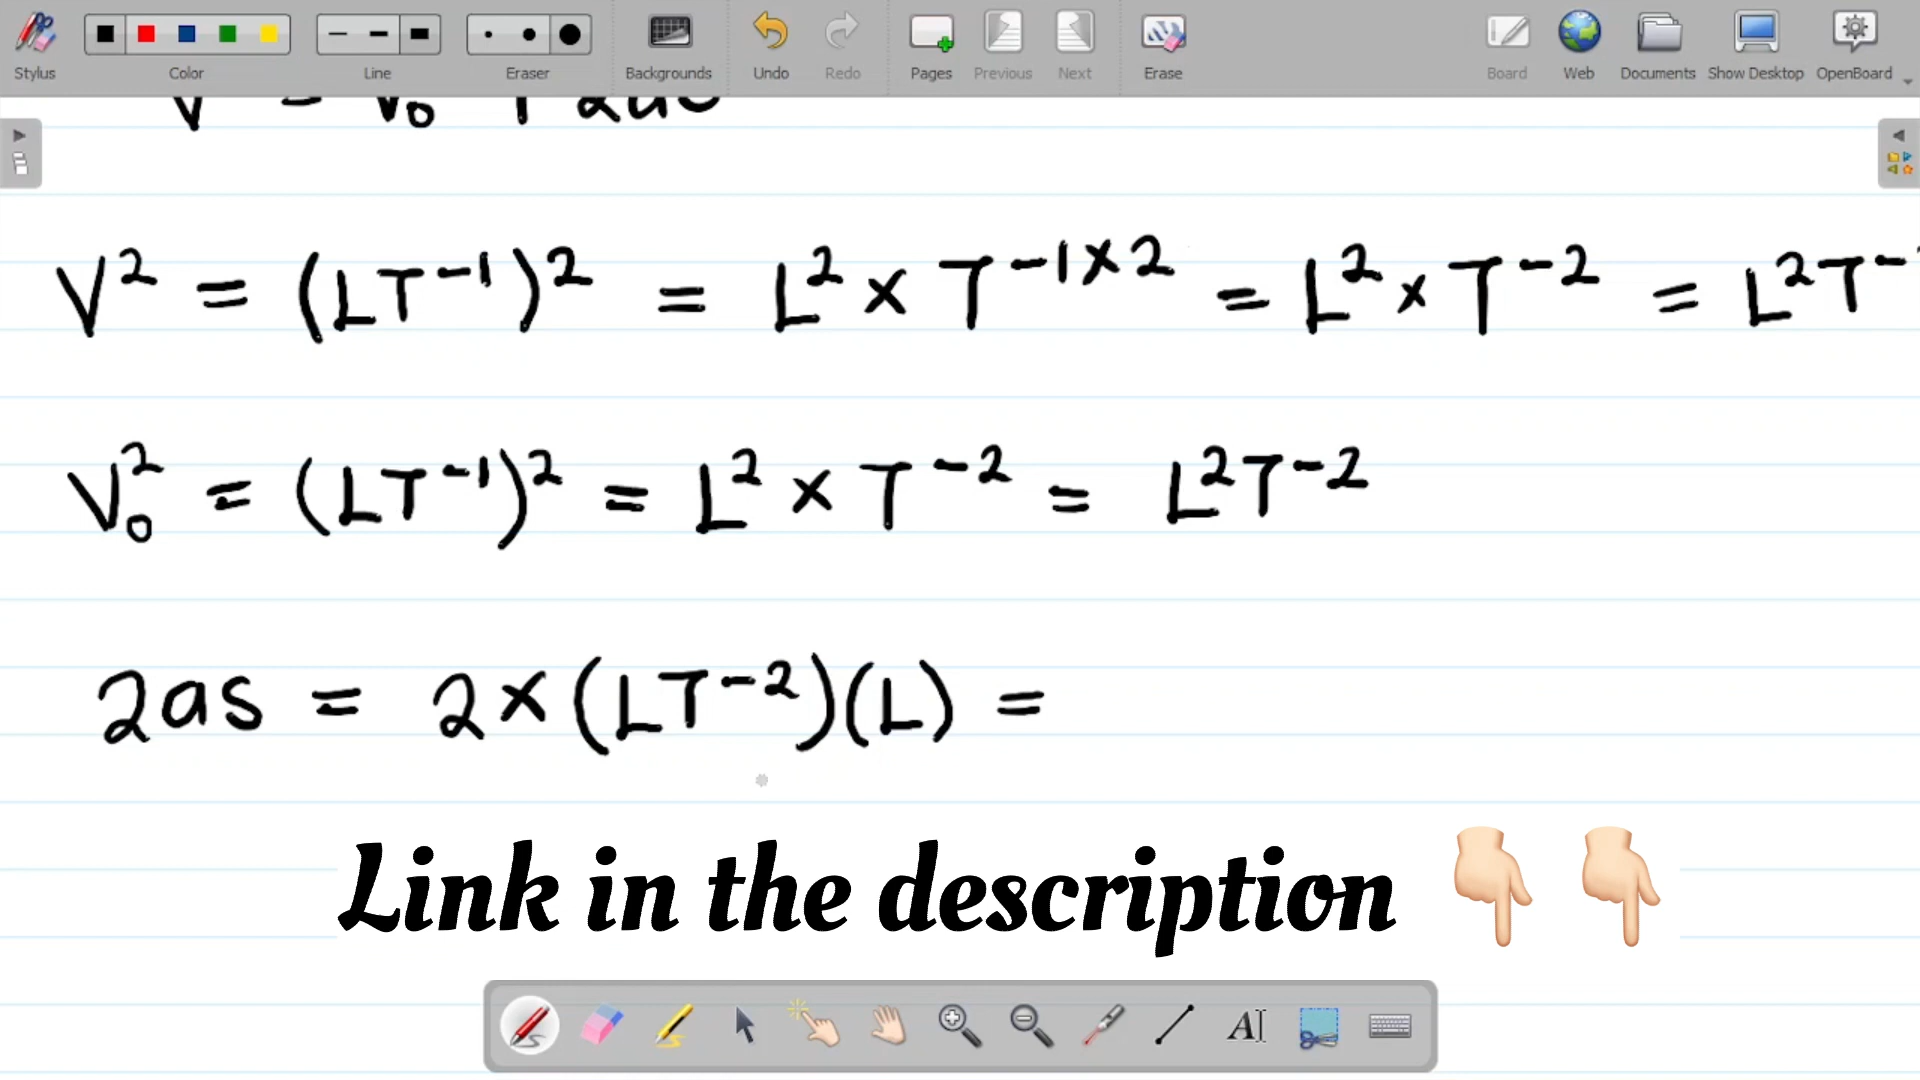 Stylus Color Line Eraser Backgrounds Undo Redo Pages Previous Next Erase Board Web Documents Show Desktop OpenBoard
V² = (LT⁻¹)² = L² × T⁻¹ˣ² = L² × T⁻² = L²T⁻
V₀² = (LT⁻¹)² = L² × T⁻² = L²T⁻²
2as = 2×(LT⁻²)(L) =
Link in the description 👇🏻 👇🏻